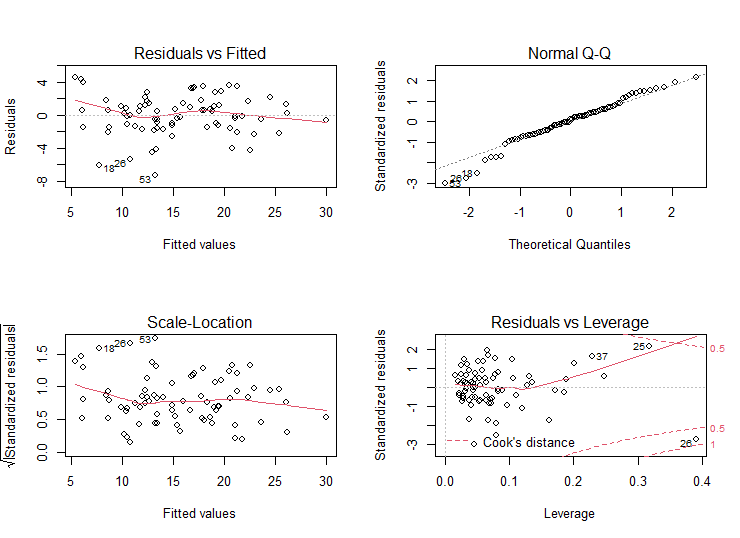 Residuals vs Fitted
Residuals
4
0
-4
-8
18
26
53
5 10 15 20 25 30
Fitted values
Normal Q-Q
Standardized residuals
2
1
0
-1
-3
53
26
18
-2 -1 0 1 2
Theoretical Quantiles
Scale-Location
√|Standardized residuals|
1.5
1.0
0.5
0.0
18
26
53
5 10 15 20 25 30
Fitted values
Residuals vs Leverage
Standardized residuals
2
1
-1
-3
37
25
26
0.5
0.5
1
Cook's distance
0.0 0.1 0.2 0.3 0.4
Leverage